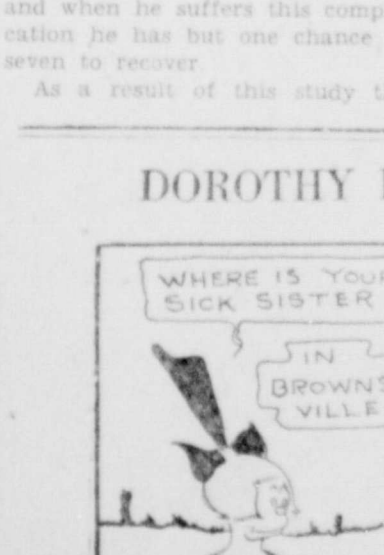 and when he suffers this comp
cation he has but one chance
seven to recover.
As a result of this study t
DOROTHY
WHERE IS YOUR
SICK SISTER
IN
BROWNS
VILLE